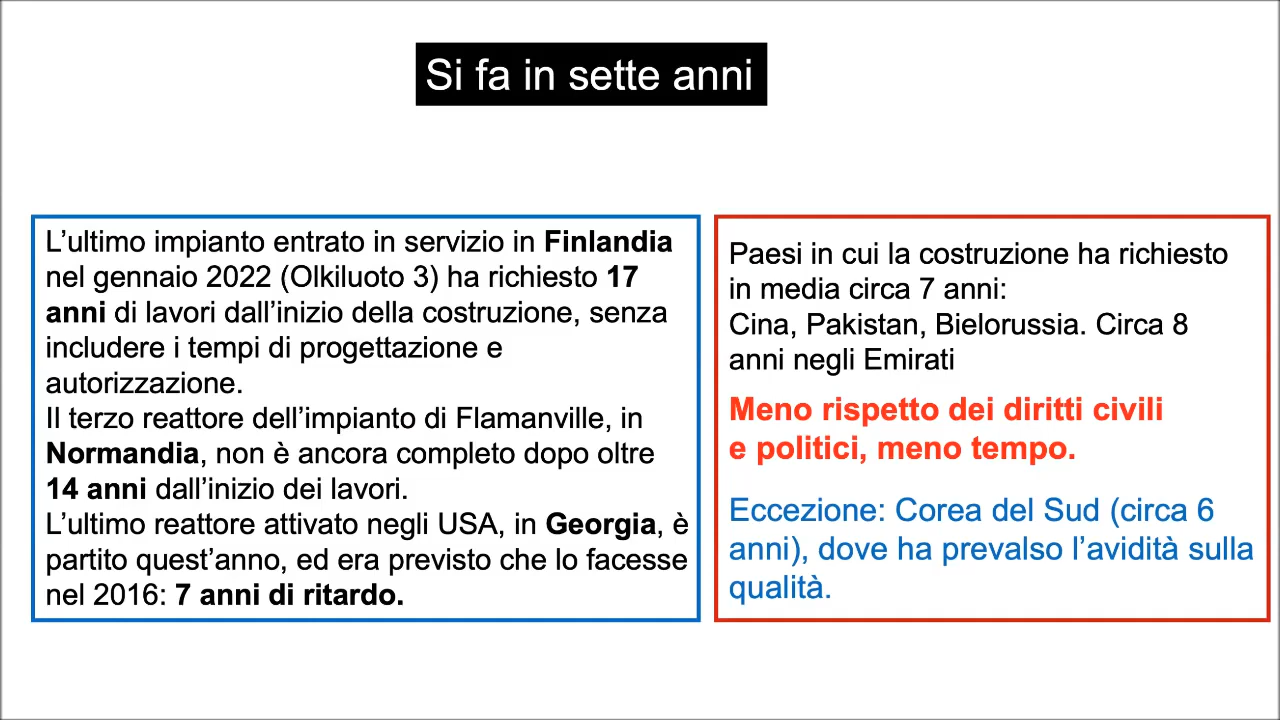 Si fa in sette anni
L’ultimo impianto entrato in servizio in Finlandia
nel gennaio 2022 (Olkiluoto 3) ha richiesto 17
anni di lavori dall’inizio della costruzione, senza
includere i tempi di progettazione e
autorizzazione.
Il terzo reattore dell’impianto di Flamanville, in
Normandia, non è ancora completo dopo oltre
14 anni dall’inizio dei lavori.
L’ultimo reattore attivato negli USA, in Georgia, è
partito quest’anno, ed era previsto che lo facesse
nel 2016: 7 anni di ritardo.
Paesi in cui la costruzione ha richiesto
in media circa 7 anni:
Cina, Pakistan, Bielorussia. Circa 8
anni negli Emirati
Meno rispetto dei diritti civili
e politici, meno tempo.
Eccezione: Corea del Sud (circa 6
anni), dove ha prevalso l’avidità sulla
qualità.